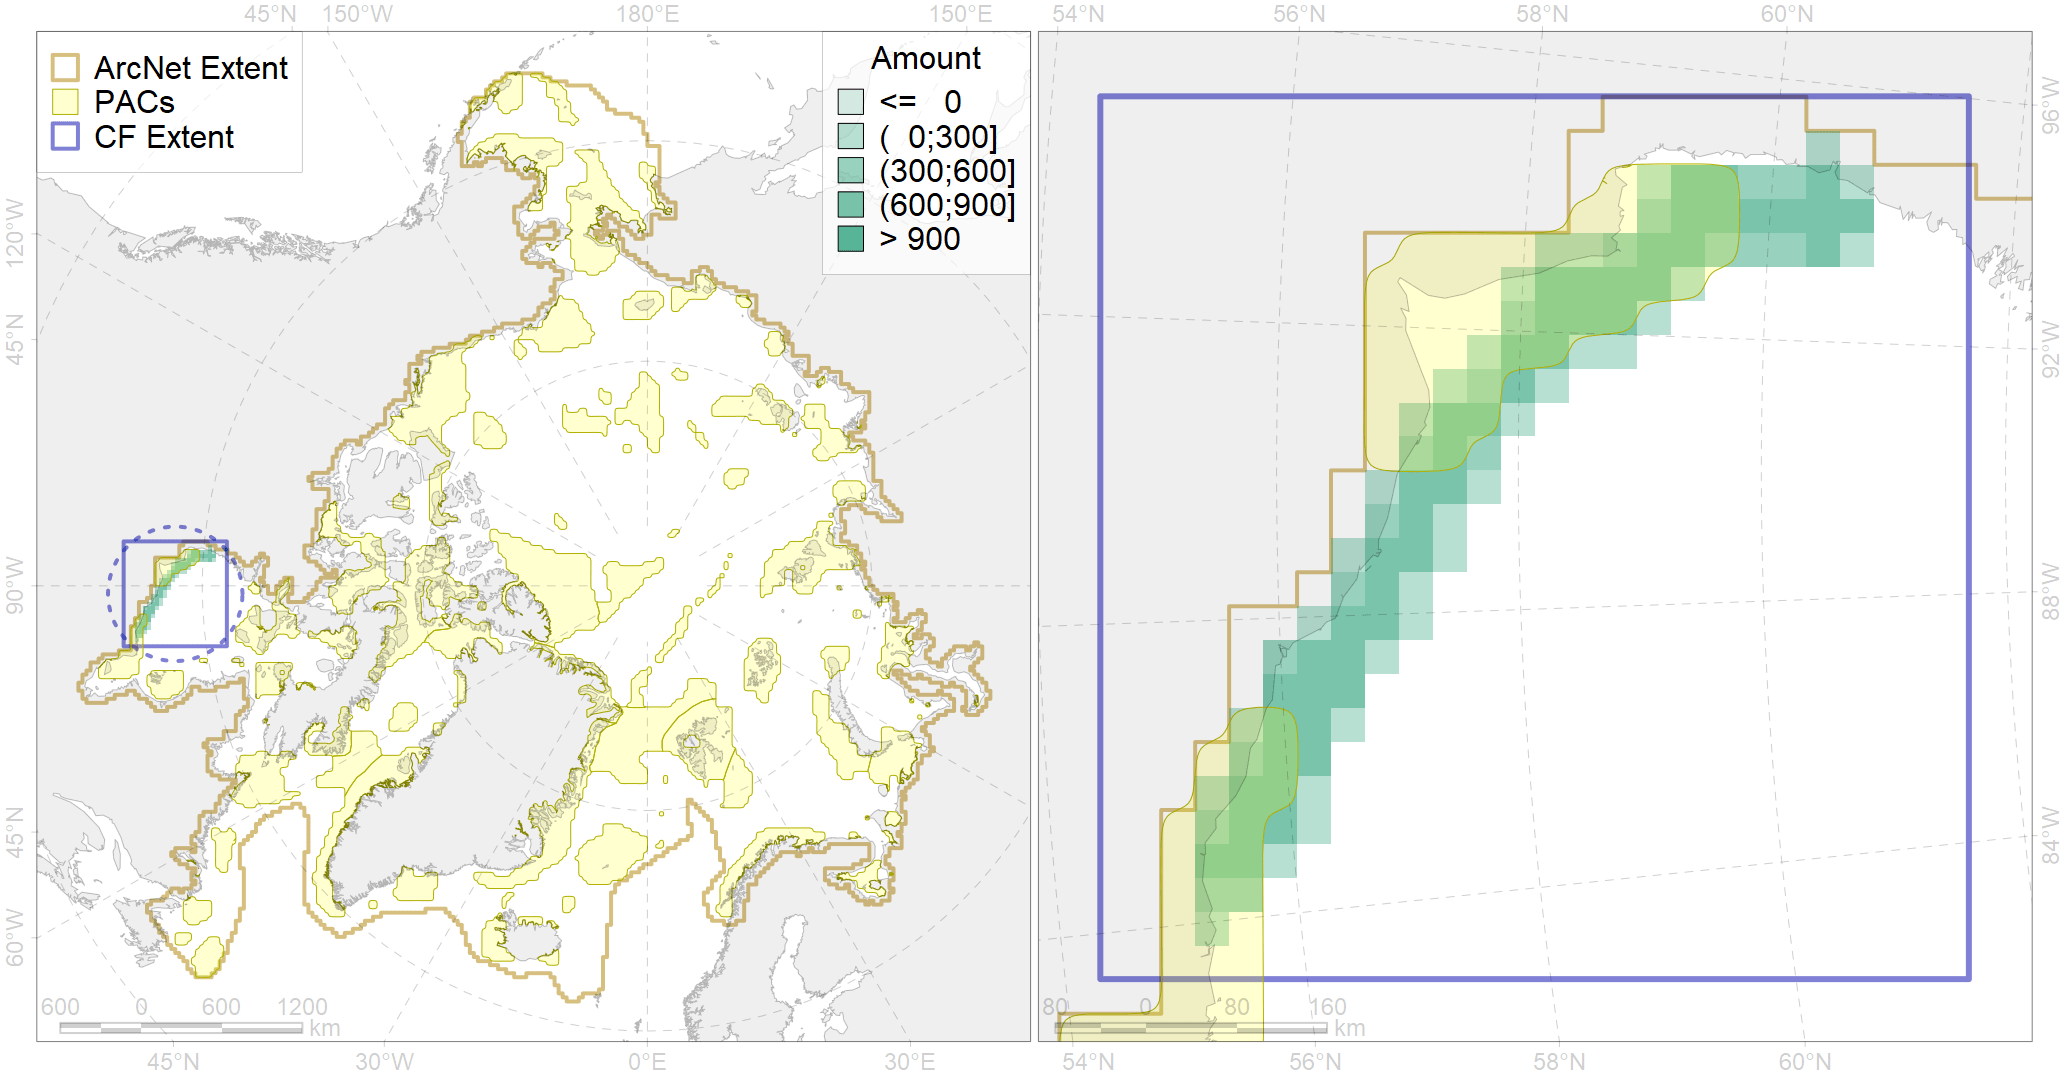 45°N 150°W 180°E 150°E 54°N 56°N 58°N 60°N
ArcNet Extent
PACs
CF Extent
Amount
<= 0
( 0;300]
(300;600]
(600;900]
> 900
120°W
45°N
90°W
45°N
60°W
96°W
92°W
88°W
84°W
600 0 600 1200
km
80 0 80 160
km
45°N 30°W 0°E 30°E 54°N 56°N 58°N 60°N